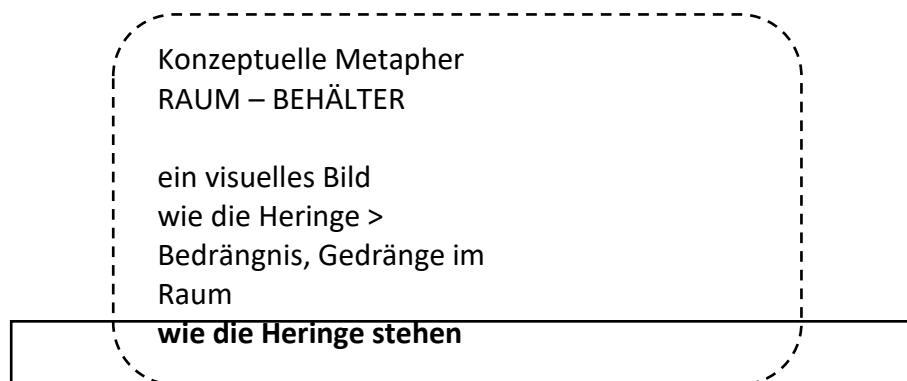 Konzeptuelle Metapher
RAUM – BEHÄLTER
ein visuelles Bild
wie die Heringe >
Bedrängnis, Gedränge im
Raum
wie die Heringe stehen